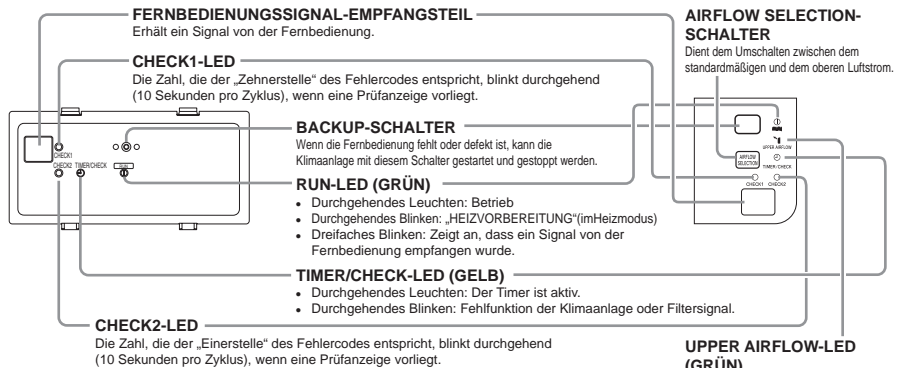 FERNBEDIENUNGSSIGNAL-EMPFANGSTEIL
Erhält ein Signal von der Fernbedienung.
CHECK1-LED
Die Zahl, die der „Zehnerstelle“ des Fehlercodes entspricht, blinkt durchgehend
(10 Sekunden pro Zyklus), wenn eine Prüfanzeige vorliegt.
BACKUP-SCHALTER
Wenn die Fernbedienung fehlt oder defekt ist, kann die
Klimaanlage mit diesem Schalter gestartet und gestoppt werden.
RUN-LED (GRÜN)
• Durchgehendes Leuchten: Betrieb
• Durchgehendes Blinken: „HEIZVORBEREITUNG“(imHeizmodus)
• Dreifaches Blinken: Zeigt an, dass ein Signal von der
Fernbedienung empfangen wurde.
TIMER/CHECK-LED (GELB)
• Durchgehendes Leuchten: Der Timer ist aktiv.
• Durchgehendes Blinken: Fehlfunktion der Klimaanlage oder Filtersignal.
CHECK2-LED
Die Zahl, die der „Einerstelle“ des Fehlercodes entspricht, blinkt durchgehend
(10 Sekunden pro Zyklus), wenn eine Prüfanzeige vorliegt.
CHECK1
CHECK2 TIMER/CHECK RUN
AIRFLOW SELECTION-
SCHALTER
Dient dem Umschalten zwischen dem
standardmäßigen und dem oberen Luftstrom.
RUN
UPPER AIRFLOW
AIRFLOW
SELECTION
TIMER/CHECK
CHECK1 CHECK2
UPPER AIRFLOW-LED
(GRÜN)